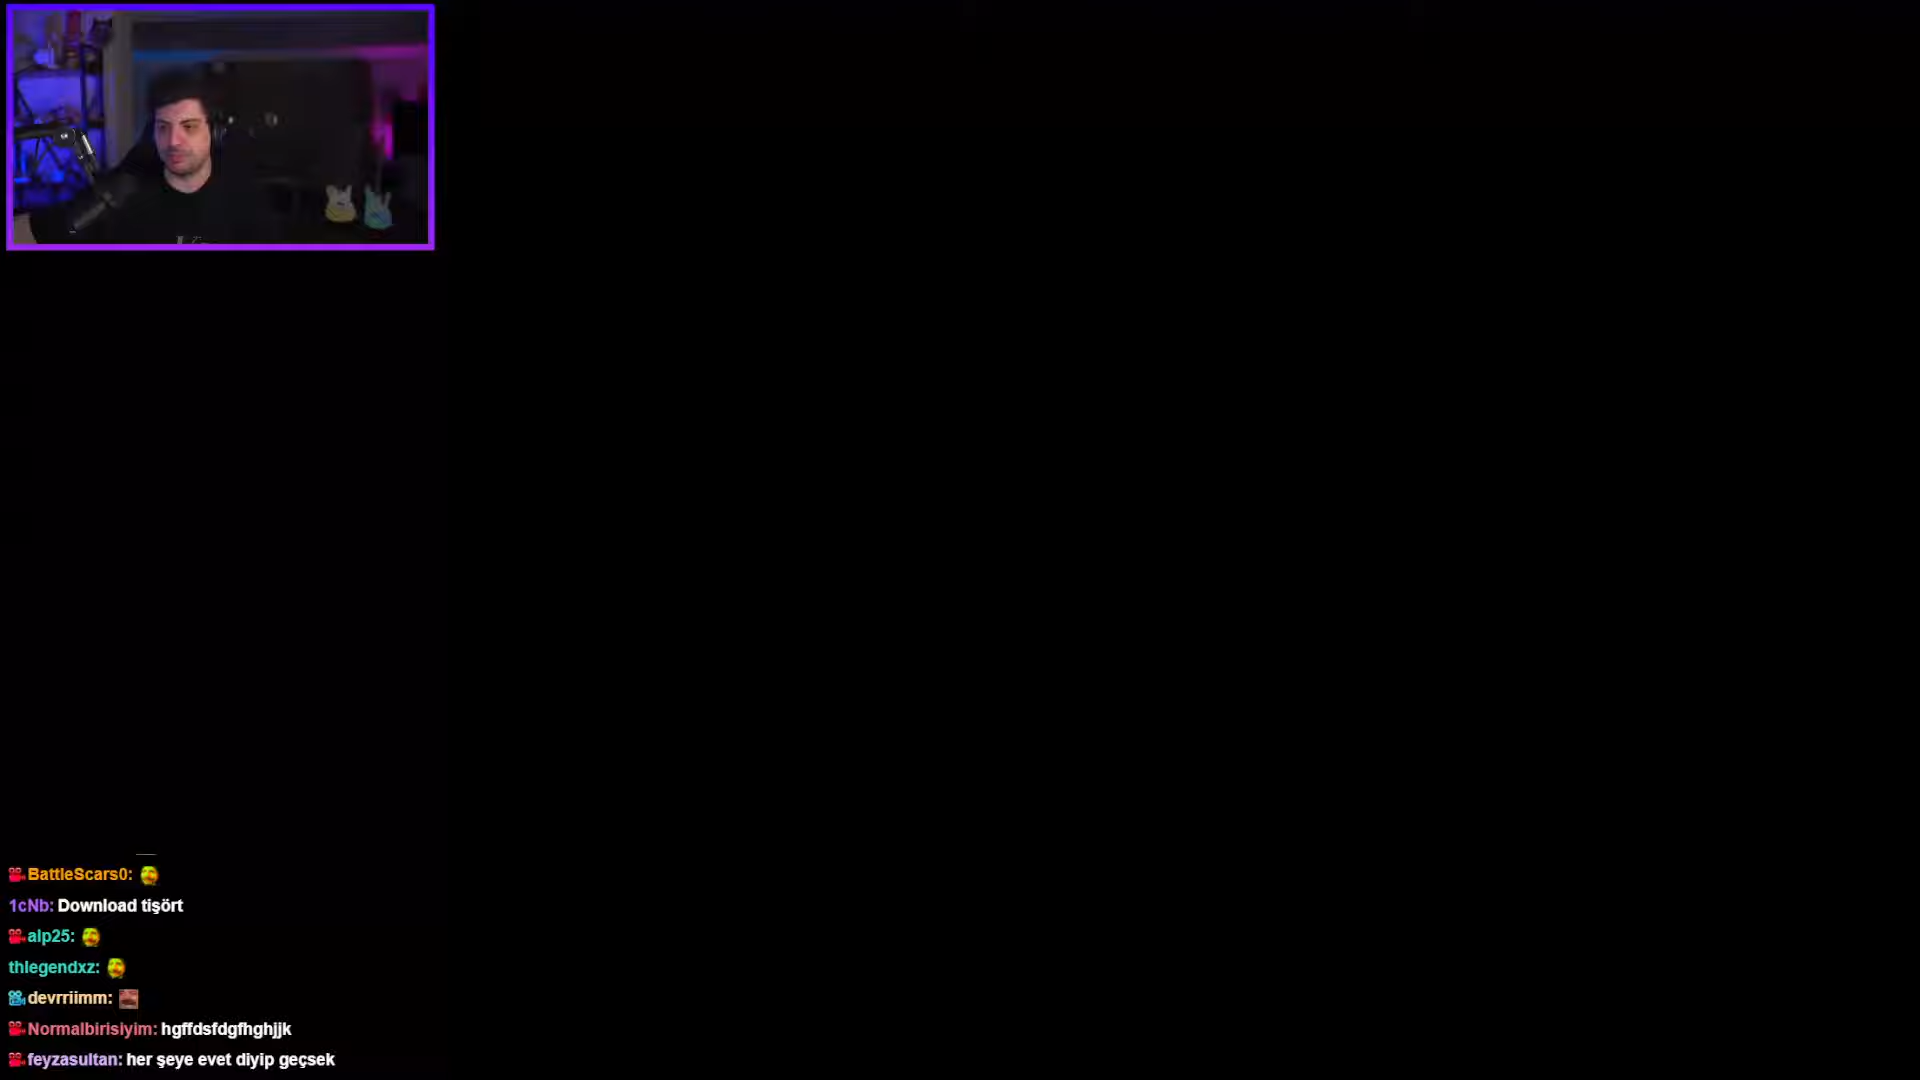 BattleScars0:
1cNb: Download tişört
alp25:
thlegendxz:
devrriimm:
Normalbirisiyim: hgffdsfdgfhghjjk
feyzasultan: her şeye evet diyip geçsek